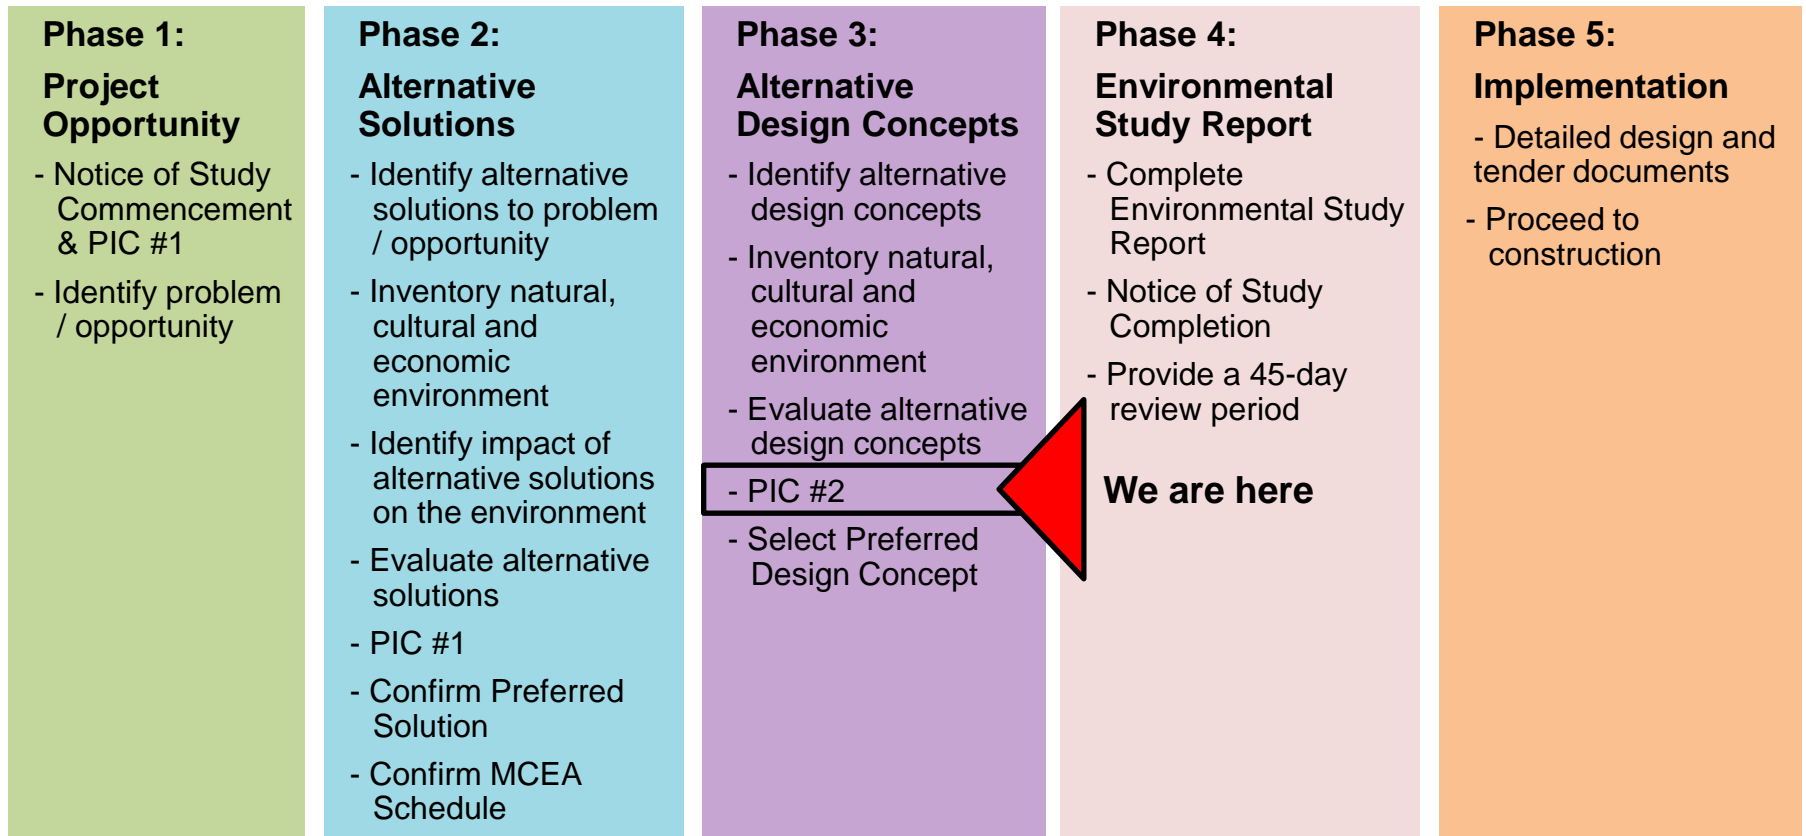 Phase 1:
Project
Opportunity
- Notice of Study
Commencement
& PIC #1
- Identify problem
/ opportunity
Phase 2:
Alternative
Solutions
- Identify alternative
solutions to problem
/ opportunity
- Inventory natural,
cultural and
economic
environment
- Identify impact of
alternative solutions
on the environment
- Evaluate alternative
solutions
- PIC #1
- Confirm Preferred
Solution
- Confirm MCEA
Schedule
Phase 3:
Alternative
Design Concepts
- Identify alternative
design concepts
- Inventory natural,
cultural and
economic
environment
- Evaluate alternative
design concepts
- PIC #2
- Select Preferred
Design Concept
Phase 4:
Environmental
Study Report
- Complete
Environmental Study
Report
- Notice of Study
Completion
- Provide a 45-day
review period
We are here
Phase 5:
Implementation
- Detailed design and
tender documents
- Proceed to
construction